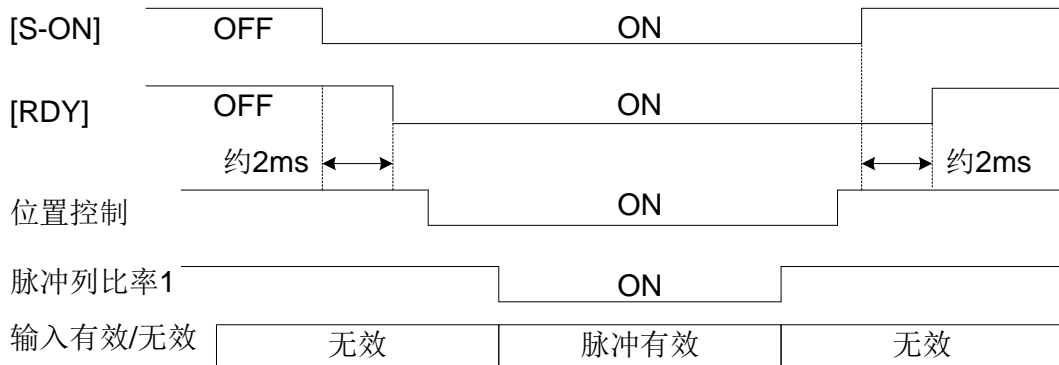 [S-ON] OFF ON
[RDY] OFF ON
约2ms 约2ms
位置控制 ON
脉冲列比率1 ON
输入有效/无效 无效 脉冲有效 无效